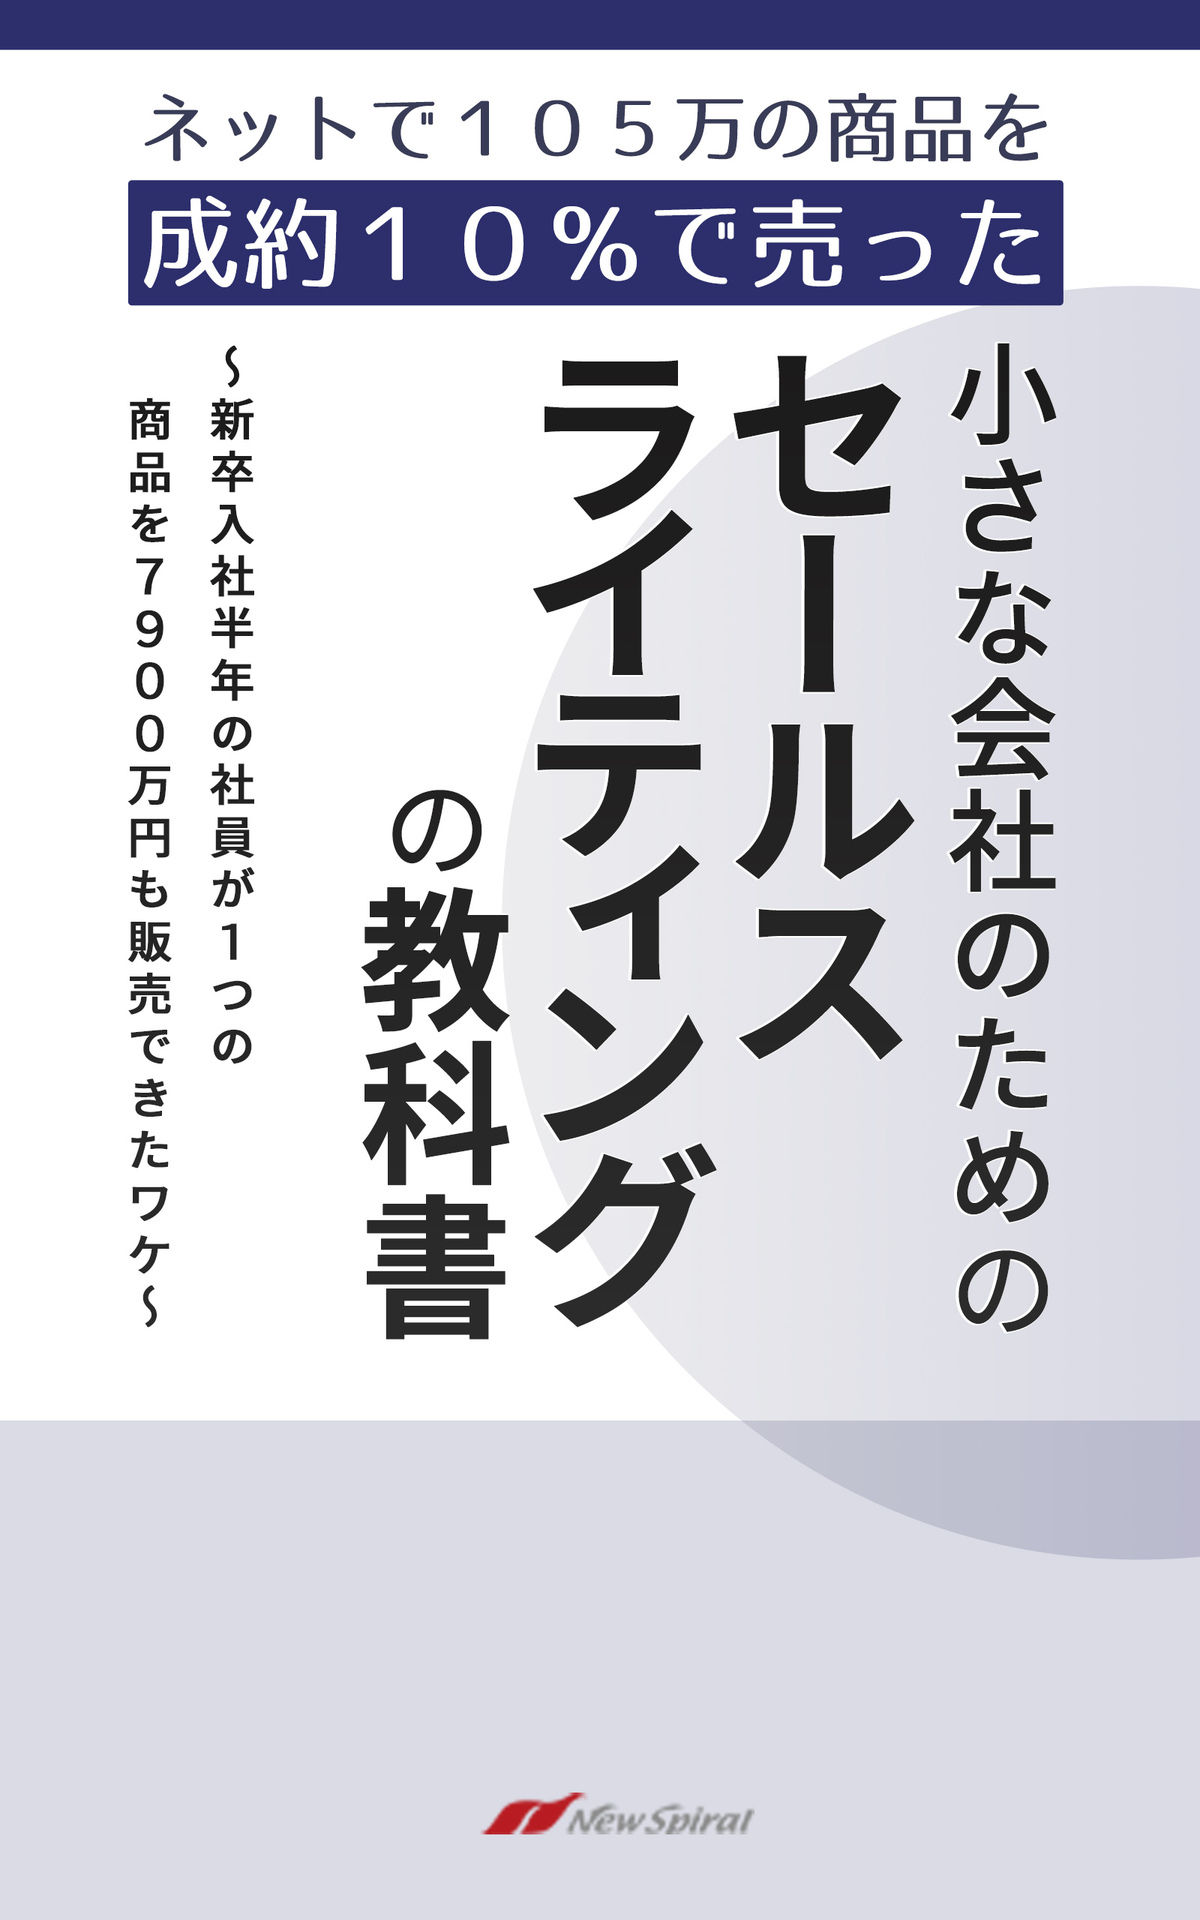 ネットで１０５万の商品を
成約１０％で売った
小さな会社のための
セールス
ライティング
の教科書
～新卒入社半年の社員が１つの
商品を７９００万円も販売できたワケ～
New Spiral